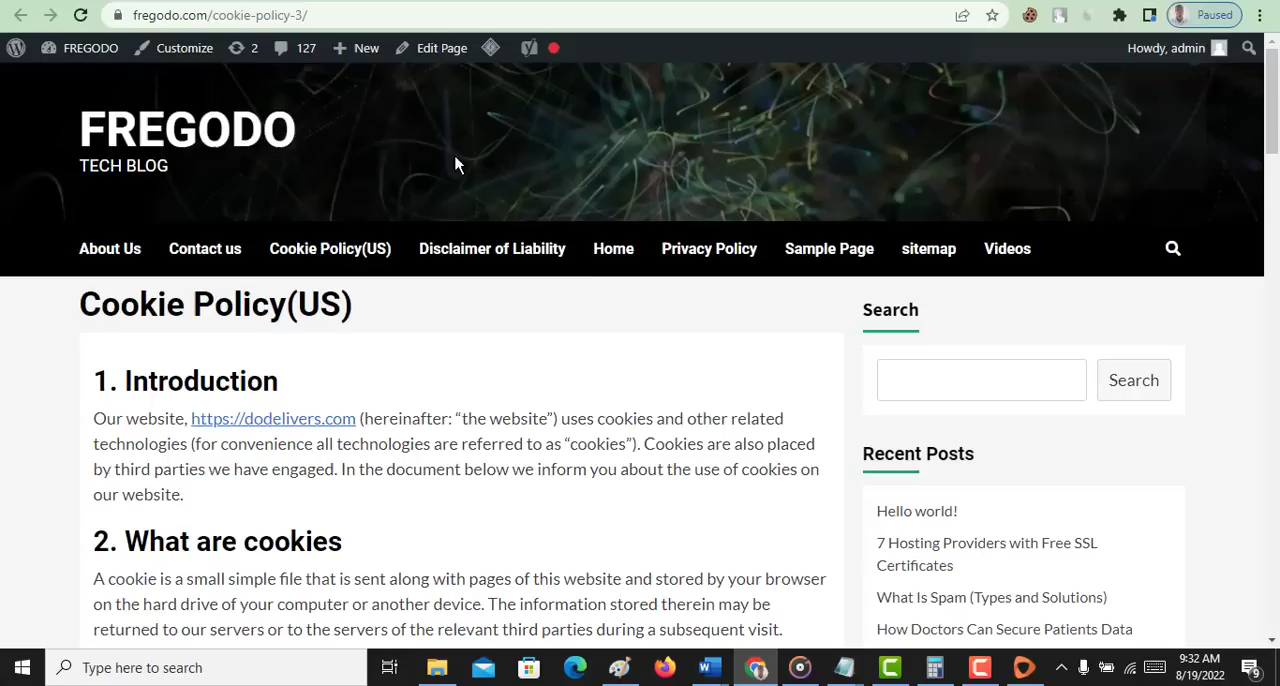 fregodo.com/cookie-policy-3/
Paused
FREGODO
Customize
2
127
New
Edit Page
Howdy, admin
FREGODO
TECH BLOG
About Us
Contact us
Cookie Policy(US)
Disclaimer of Liability
Home
Privacy Policy
Sample Page
sitemap
Videos
Cookie Policy(US)
1. Introduction
Our website, https://dodelivers.com (hereinafter: “the website”) uses cookies and other related
technologies (for convenience all technologies are referred to as “cookies”). Cookies are also placed
by third parties we have engaged. In the document below we inform you about the use of cookies on
our website.
2. What are cookies
A cookie is a small simple file that is sent along with pages of this website and stored by your browser
on the hard drive of your computer or another device. The information stored therein may be
returned to our servers or to the servers of the relevant third parties during a subsequent visit.
Search
Search
Recent Posts
Hello world!
7 Hosting Providers with Free SSL
Certificates
What Is Spam (Types and Solutions)
How Doctors Can Secure Patients Data
Type here to search
9:32 AM
8/19/2022
9